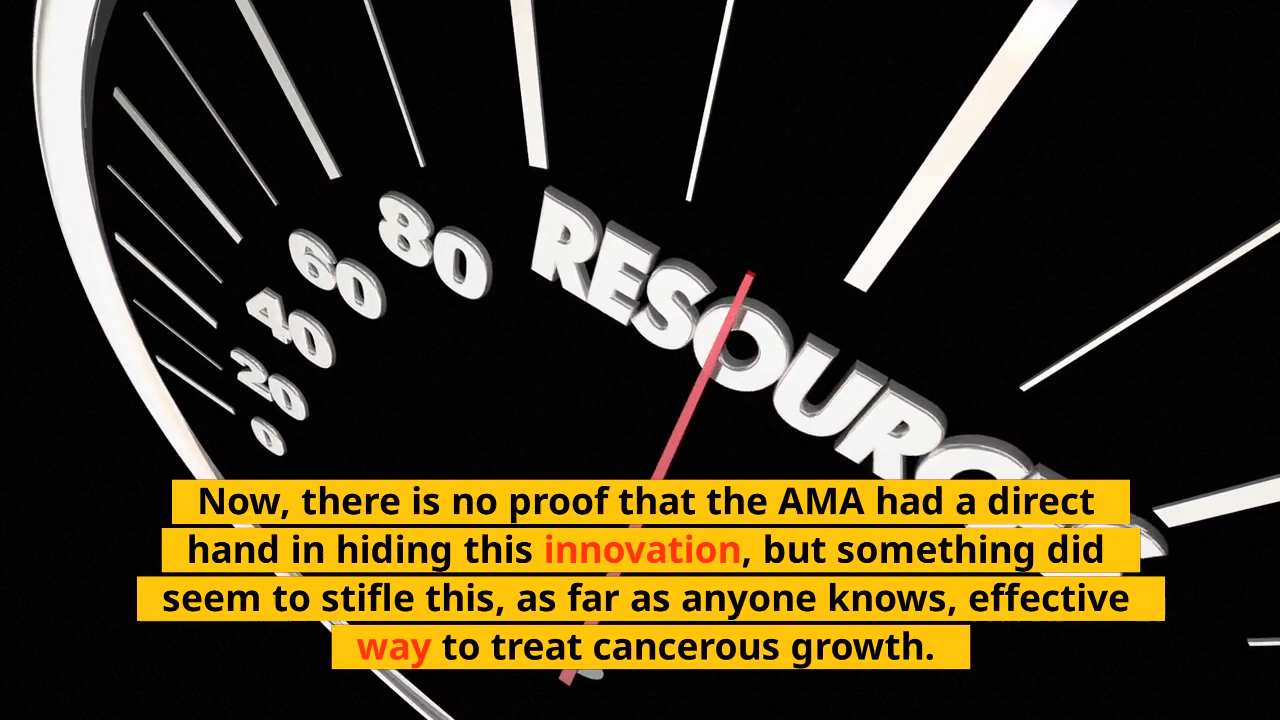 80
60
40
20
0
RESOURCE
Now, there is no proof that the AMA had a direct
hand in hiding this innovation, but something did
seem to stifle this, as far as anyone knows, effective
way to treat cancerous growth.